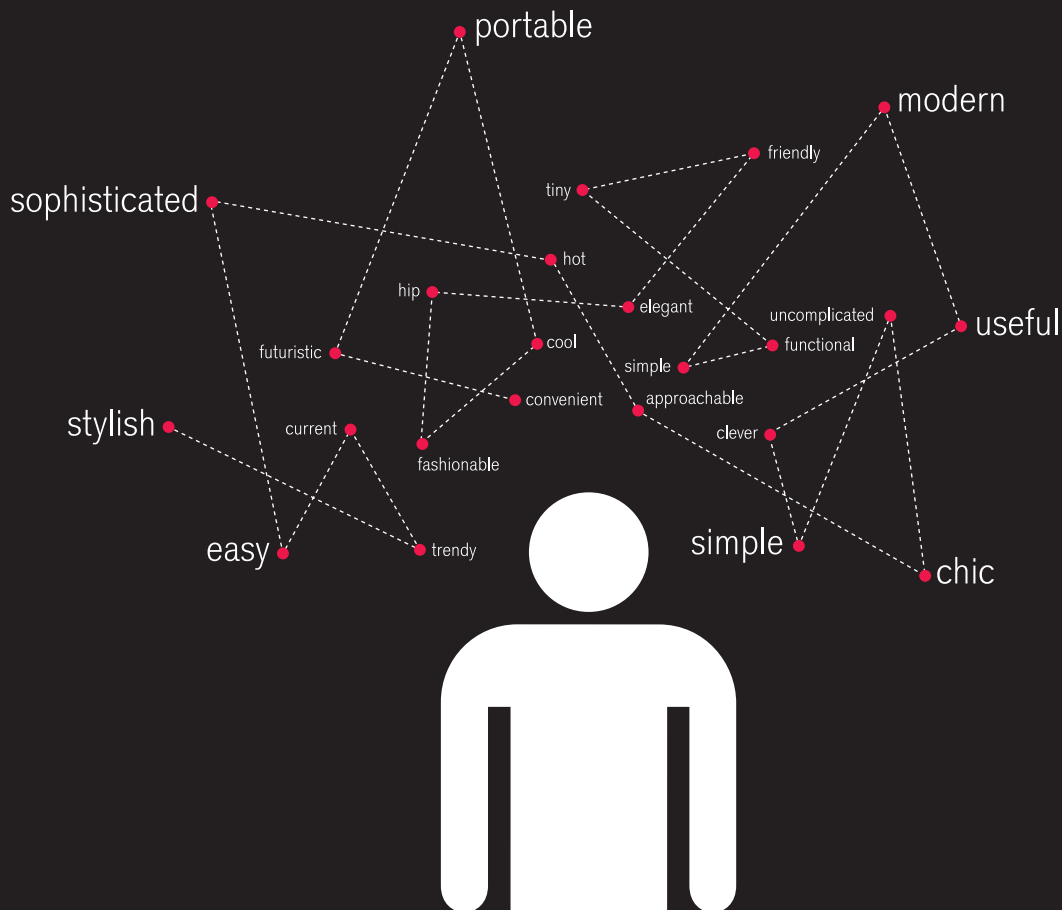 portable
modern
friendly
tiny
sophisticated
hot
hip
elegant
uncomplicated
useful
futuristic
cool
functional
simple
convenient
approachable
stylish
current
clever
fashionable
easy
trendy
simple
chic